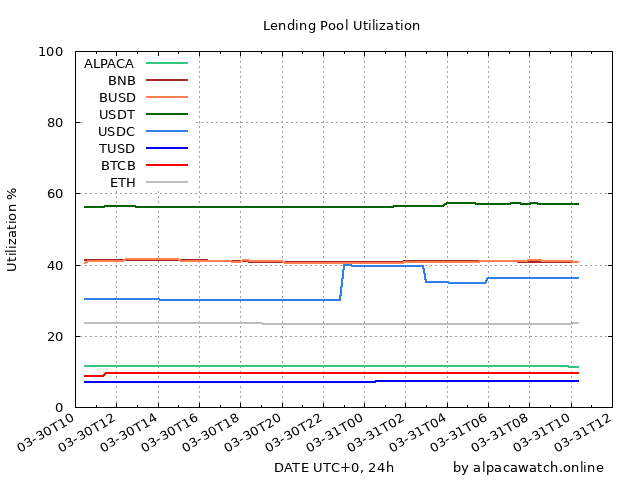 Lending Pool Utilization
100
80
60
40
20
0
Utilization %
ALPACA
BNB
BUSD
USDT
USDC
TUSD
BTCB
ETH
03-30T10
03-30T12
03-30T14
03-30T16
03-30T18
03-30T20
03-30T22
03-31T00
03-31T02
03-31T04
03-31T06
03-31T08
03-31T10
03-31T12
DATE UTC+0, 24h
by alpacawatch.online